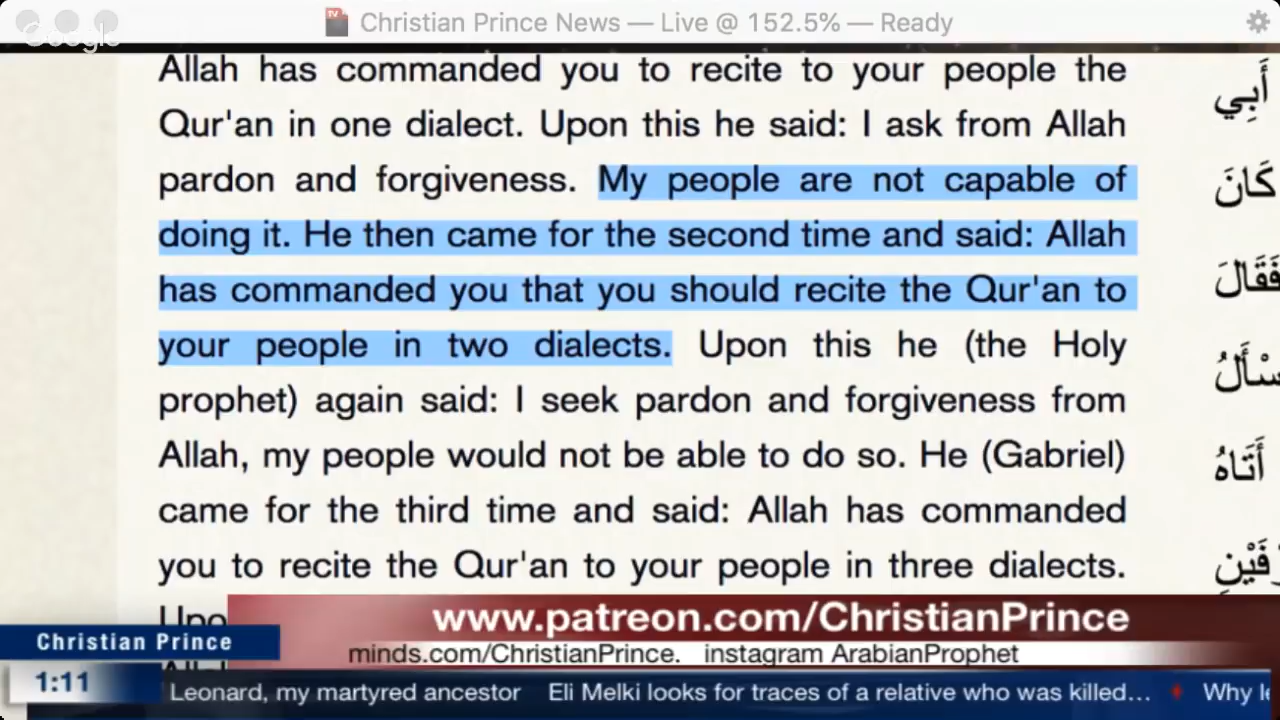 Christian Prince News — Live @ 152.5% — Ready
Google
Allah has commanded you to recite to your people the
Qur'an in one dialect. Upon this he said: I ask from Allah
pardon and forgiveness. My people are not capable of
doing it. He then came for the second time and said: Allah
has commanded you that you should recite the Qur'an to
your people in two dialects. Upon this he (the Holy
prophet) again said: I seek pardon and forgiveness from
Allah, my people would not be able to do so. He (Gabriel)
came for the third time and said: Allah has commanded
you to recite the Qur'an to your people in three dialects.
أَبِي
كَانَ
فَقَالَ
أَتَاهُ
www.patreon.com/ChristianPrince
minds.com/ChristianPrince. instagram ArabianProphet
Christian Prince
1:11
Leonard, my martyred ancestor Eli Melki looks for traces of a relative who was killed... Why